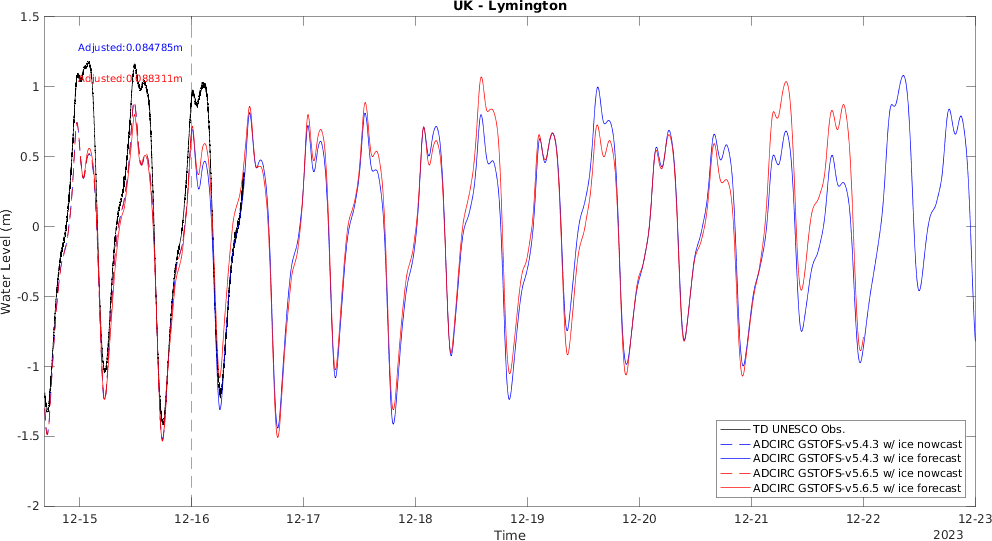 UK - Lymington
Adjusted:0.084785m
Adjusted:0.088311m
1.5
1
0.5
0
-0.5
-1
-1.5
-2
Water Level (m)
12-15 12-16 12-17 12-18 12-19 12-20 12-21 12-22 12-23
Time
2023
TD UNESCO Obs.
ADCIRC GSTOFS-v5.4.3 w/ ice nowcast
ADCIRC GSTOFS-v5.4.3 w/ ice forecast
ADCIRC GSTOFS-v5.6.5 w/ ice nowcast
ADCIRC GSTOFS-v5.6.5 w/ ice forecast